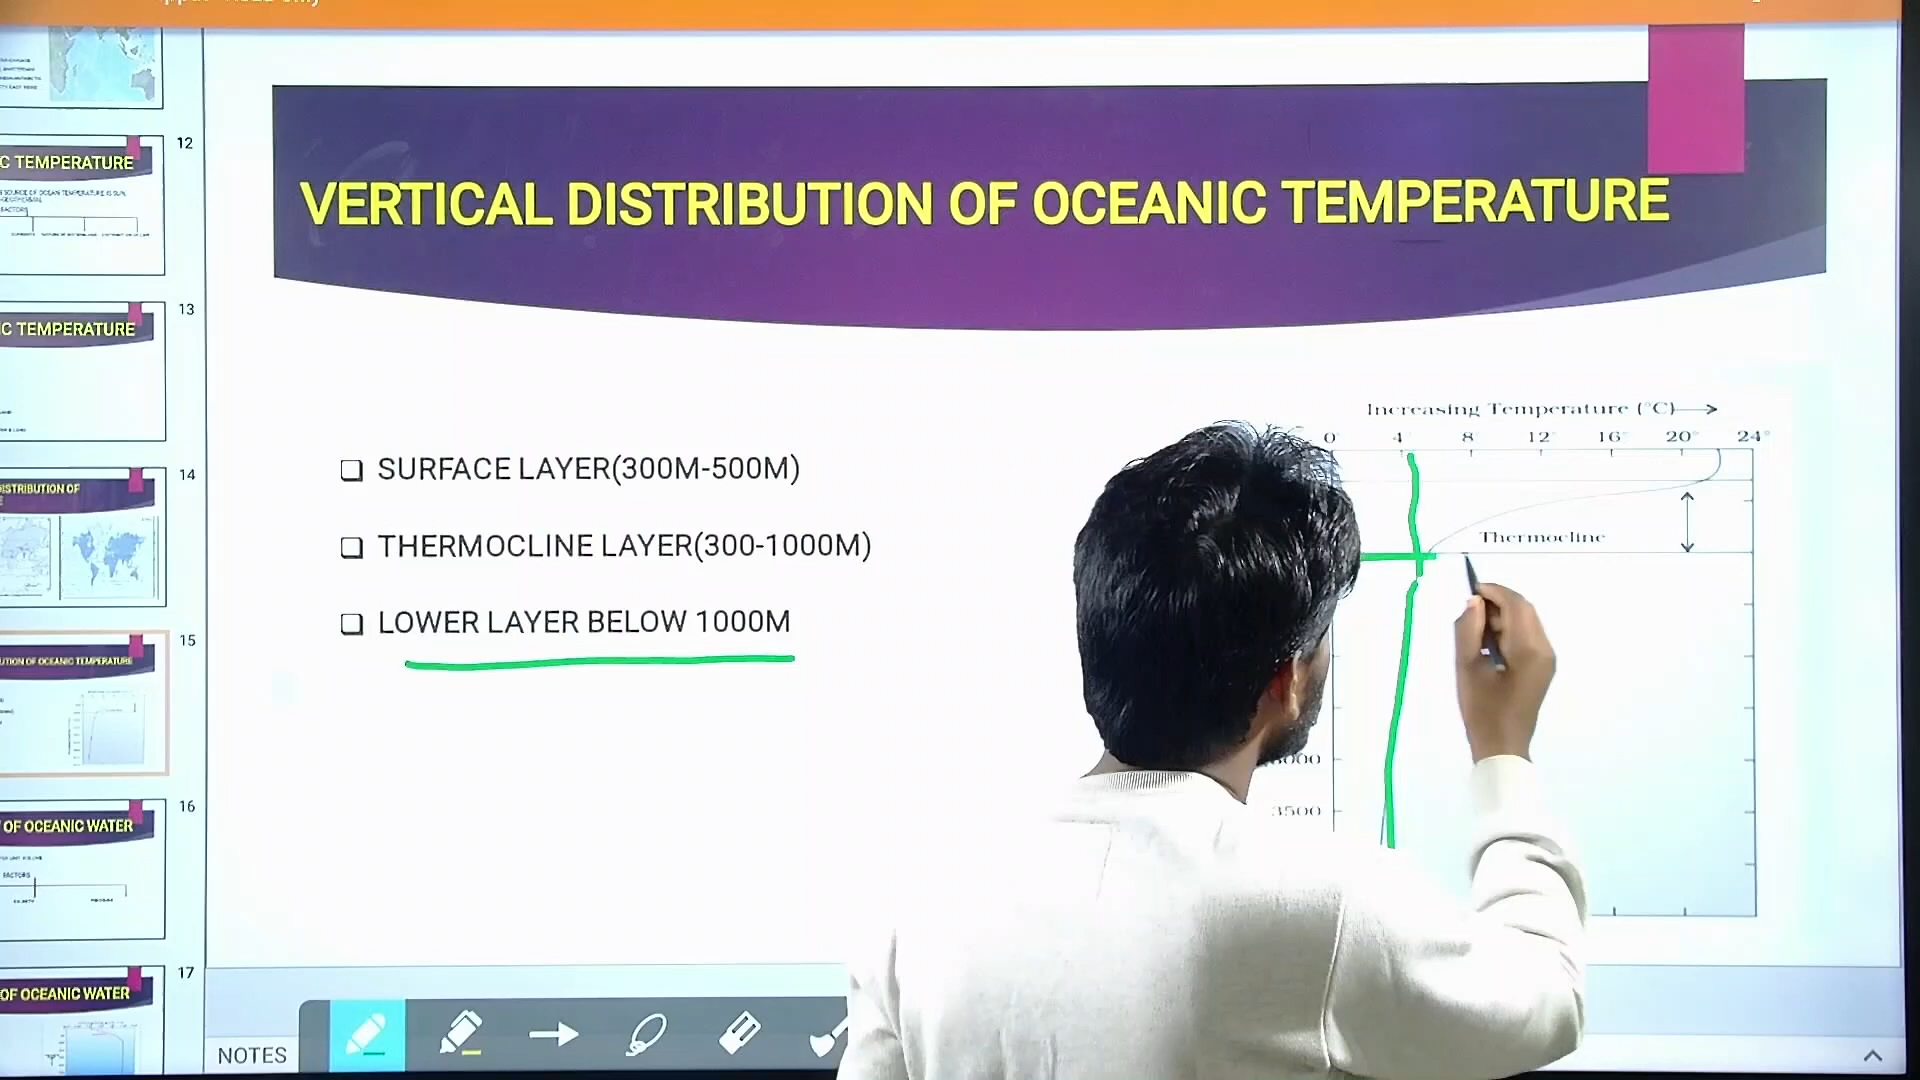 12
C TEMPERATURE
13
C TEMPERATURE
14
ISTRIBUTION OF
15
UTION OF OCEANIC TEMPERATURE
16
OF OCEANIC WATER
FACTORS
17
OF OCEANIC WATER
VERTICAL DISTRIBUTION OF OCEANIC TEMPERATURE
❑ SURFACE LAYER(300M-500M)
❑ THERMOCLINE LAYER(300-1000M)
❑ LOWER LAYER BELOW 1000M
Increasing Temperature (°C)
0° 4° 8° 12° 16° 20° 24°
Thermocline
3500
NOTES